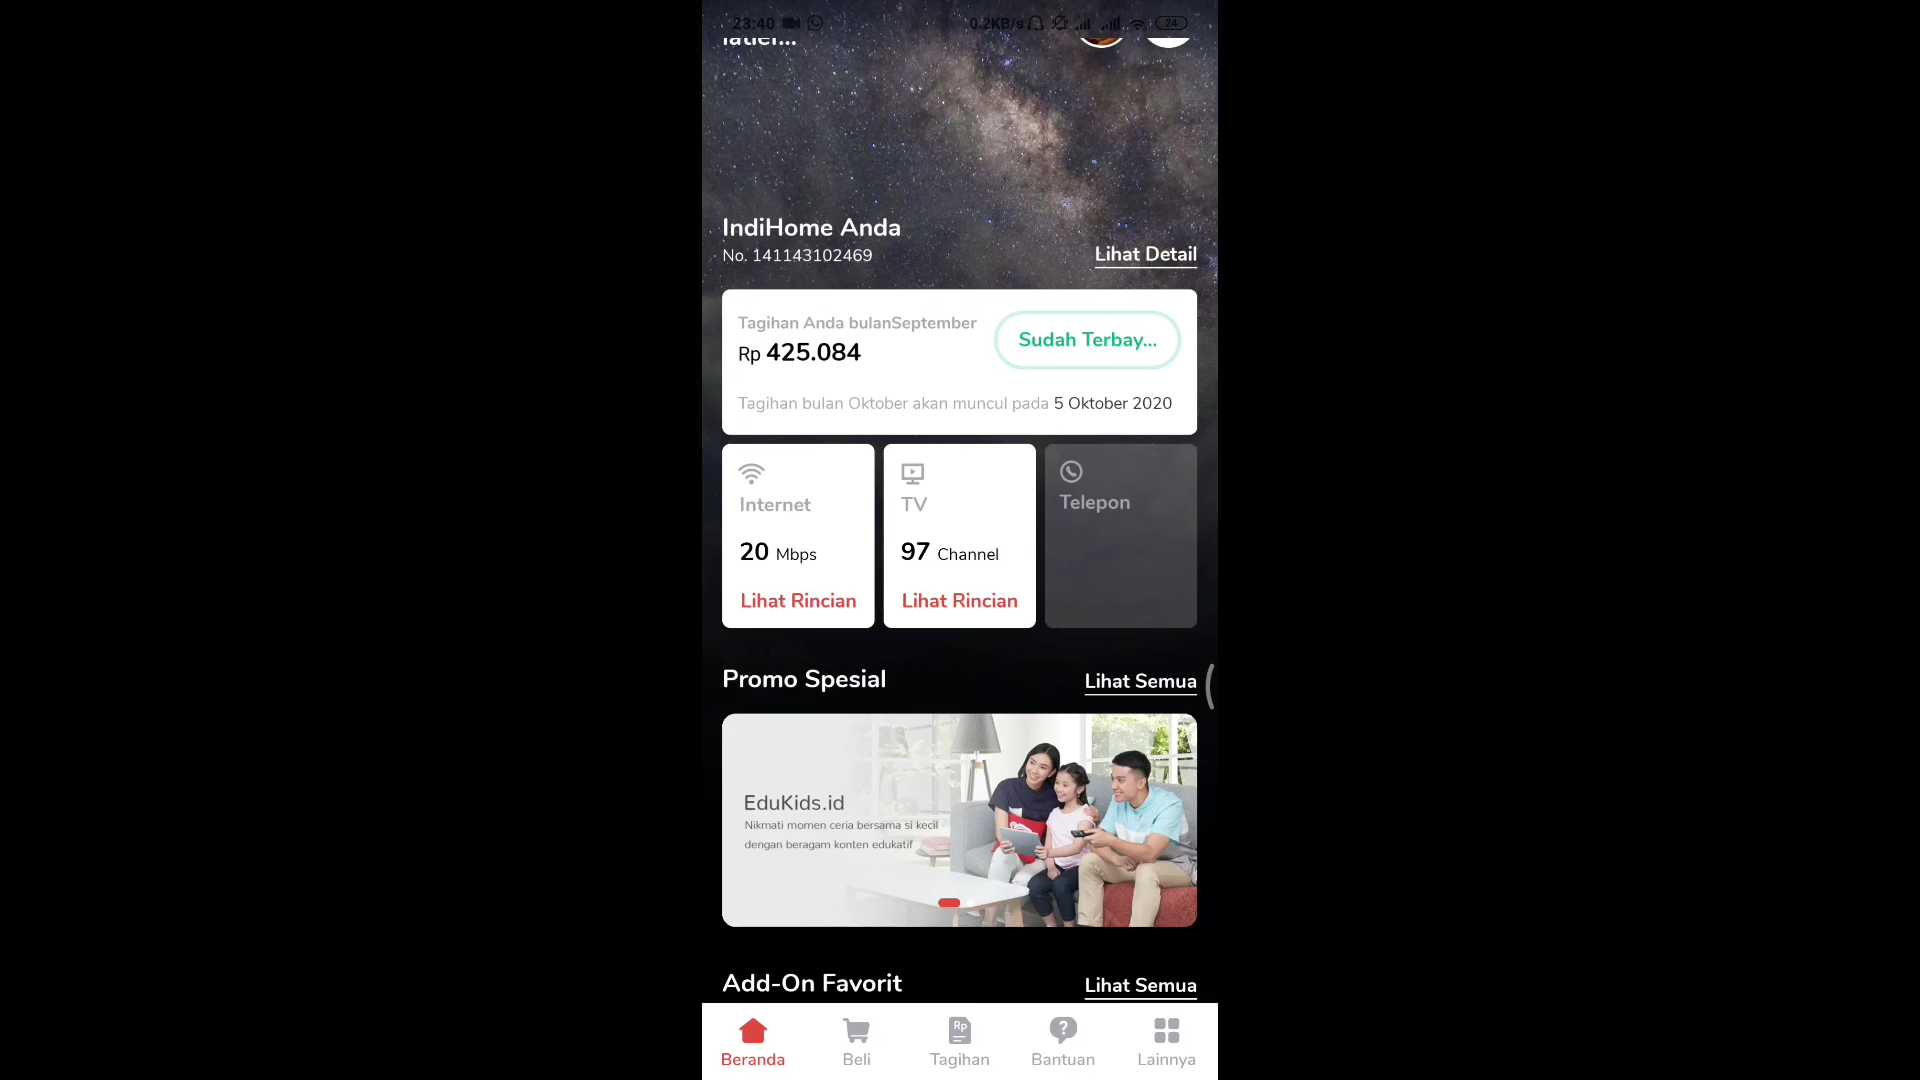 23:40 0.2KB/s 24
IndiHome Anda
No. 141143102469
Lihat Detail
Tagihan Anda bulanSeptember
Rp 425.084
Sudah Terbay...
Tagihan bulan Oktober akan muncul pada 5 Oktober 2020
Internet
20 Mbps
Lihat Rincian
TV
97 Channel
Lihat Rincian
Telepon
Promo Spesial
Lihat Semua
EduKids.id
Nikmati momen ceria bersama si kecil
dengan beragam konten edukatif
Add-On Favorit
Lihat Semua
Rp
Beranda
Beli
Tagihan
Bantuan
Lainnya